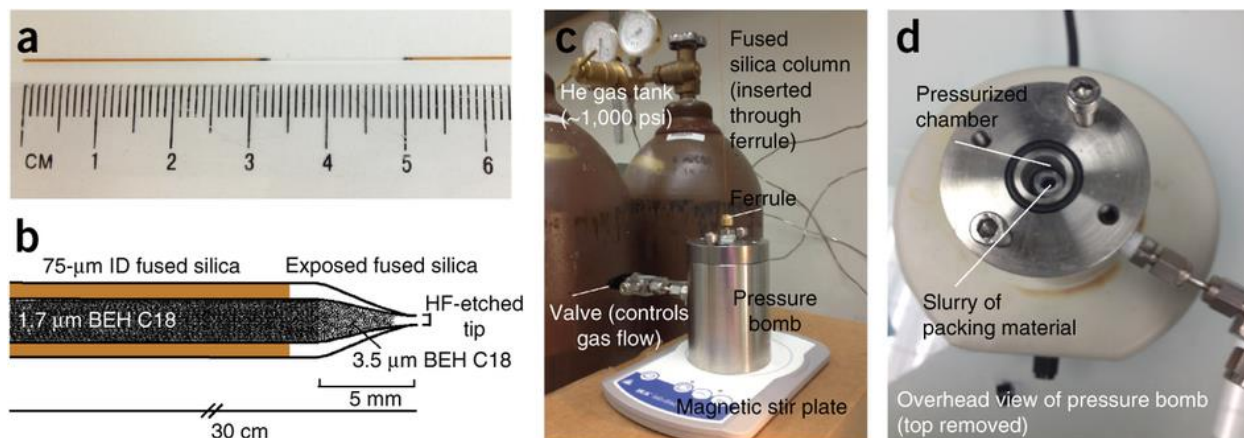 a
CM 1 2 3 4 5 6
b
75-μm ID fused silica
Exposed fused silica
1.7 μm BEH C18
HF-etched
tip
3.5 μm BEH C18
5 mm
30 cm
c
He gas tank
(~1,000 psi)
Fused
silica column
(inserted
through
ferrule)
Ferrule
Valve (controls
gas flow)
Pressure
bomb
Magnetic stir plate
d
Pressurized
chamber
Slurry of
packing material
Overhead view of pressure bomb
(top removed)